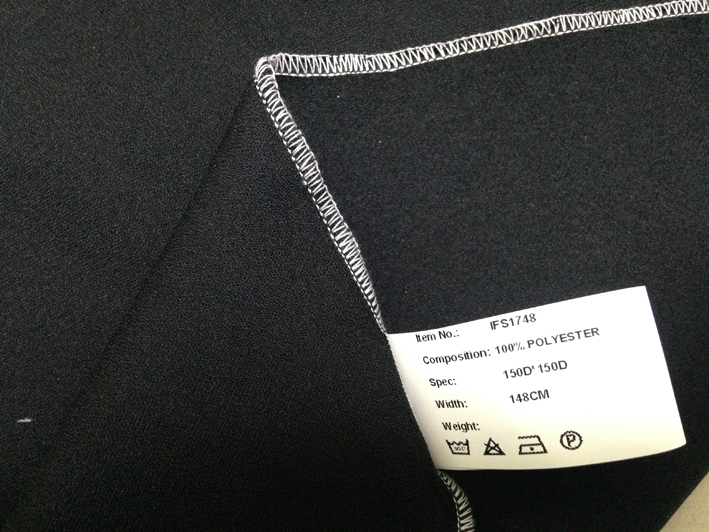 Item No.: IFS1748
Composition: 100% POLYESTER
Spec: 150D* 150D
Width: 148CM
Weight:
P